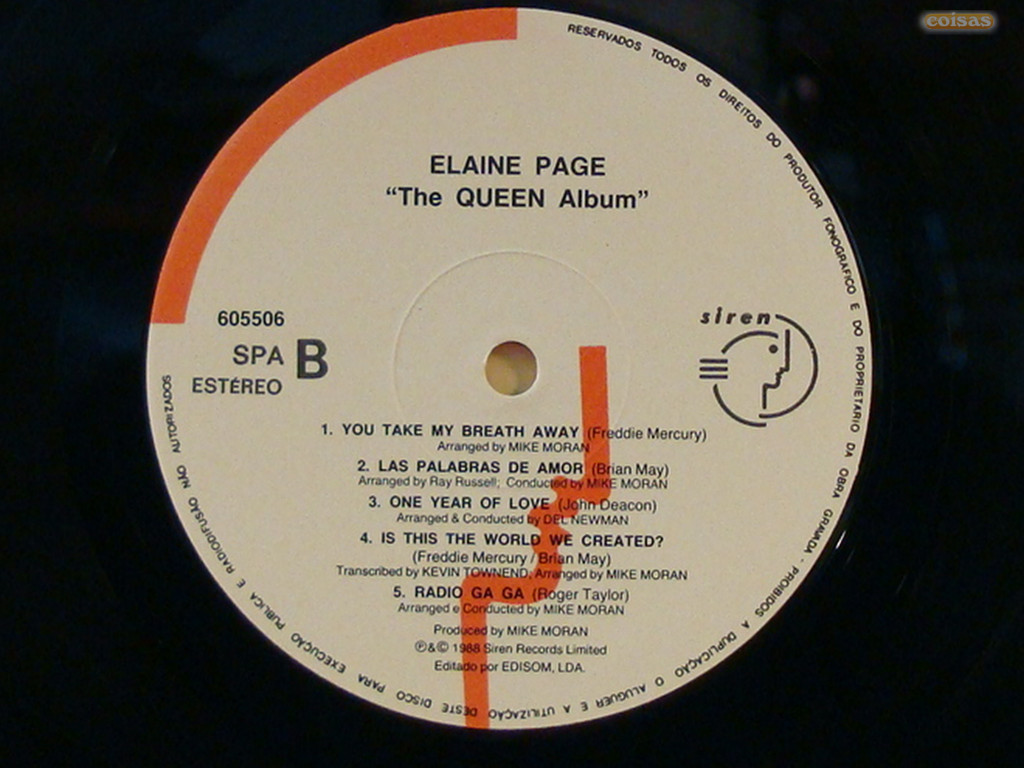 coisas
RESERVADOS TODOS OS DIREITOS DO PRODUTOR FONOGRAFICO E DO PROPRIETARIO DA OBRA GRAVADA - PROIBIDOS A DUPLICAÇÃO O ALUGUER E A UTILIZAÇÃO DESTE DISCO PARA EXECUÇÃO PUBLICA E RADIODIFUSÃO NÃO AUTORIZADOS
ELAINE PAGE
“The QUEEN Album”
605506
SPA B
ESTÉREO
siren
1. YOU TAKE MY BREATH AWAY (Freddie Mercury)
Arranged by MIKE MORAN
2. LAS PALABRAS DE AMOR (Brian May)
Arranged by Ray Russell; Conducted by MIKE MORAN
3. ONE YEAR OF LOVE (John Deacon)
Arranged & Conducted by DEL NEWMAN
4. IS THIS THE WORLD WE CREATED?
(Freddie Mercury / Brian May)
Transcribed by KEVIN TOWNEND; Arranged by MIKE MORAN
5. RADIO GA GA (Roger Taylor)
Arranged e Conducted by MIKE MORAN
Produced by MIKE MORAN
℗&© 1988 Siren Records Limited
Editado por EDISOM, LDA.